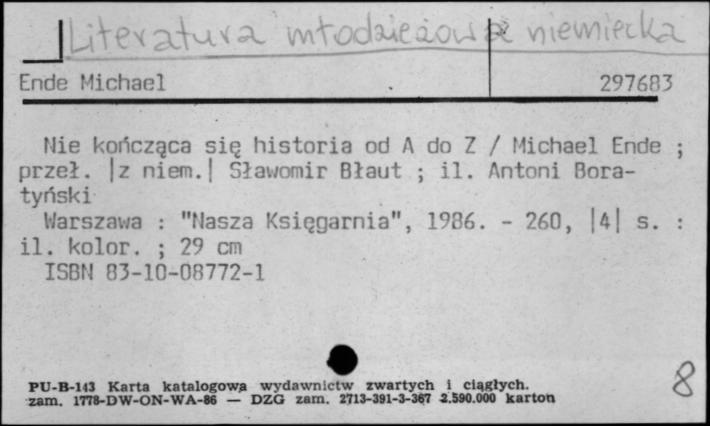 Literatura młodzieżowa niemiecka
Ende Michael 297683
Nie kończąca się historia od A do Z / Michael Ende ;
przeł. |z niem.| Sławomir Błaut ; il. Antoni Bora-
tyński
Warszawa : "Nasza Księgarnia", 1986. - 260, |4| s. :
il. kolor. ; 29 cm
ISBN 83-10-08772-1
PU-B-143 Karta katalogowa wydawnictw zwartych i ciągłych.
zam. 1778-DW-ON-WA-86 — DZG zam. 2713-391-3-367 2.590.000 karton
8